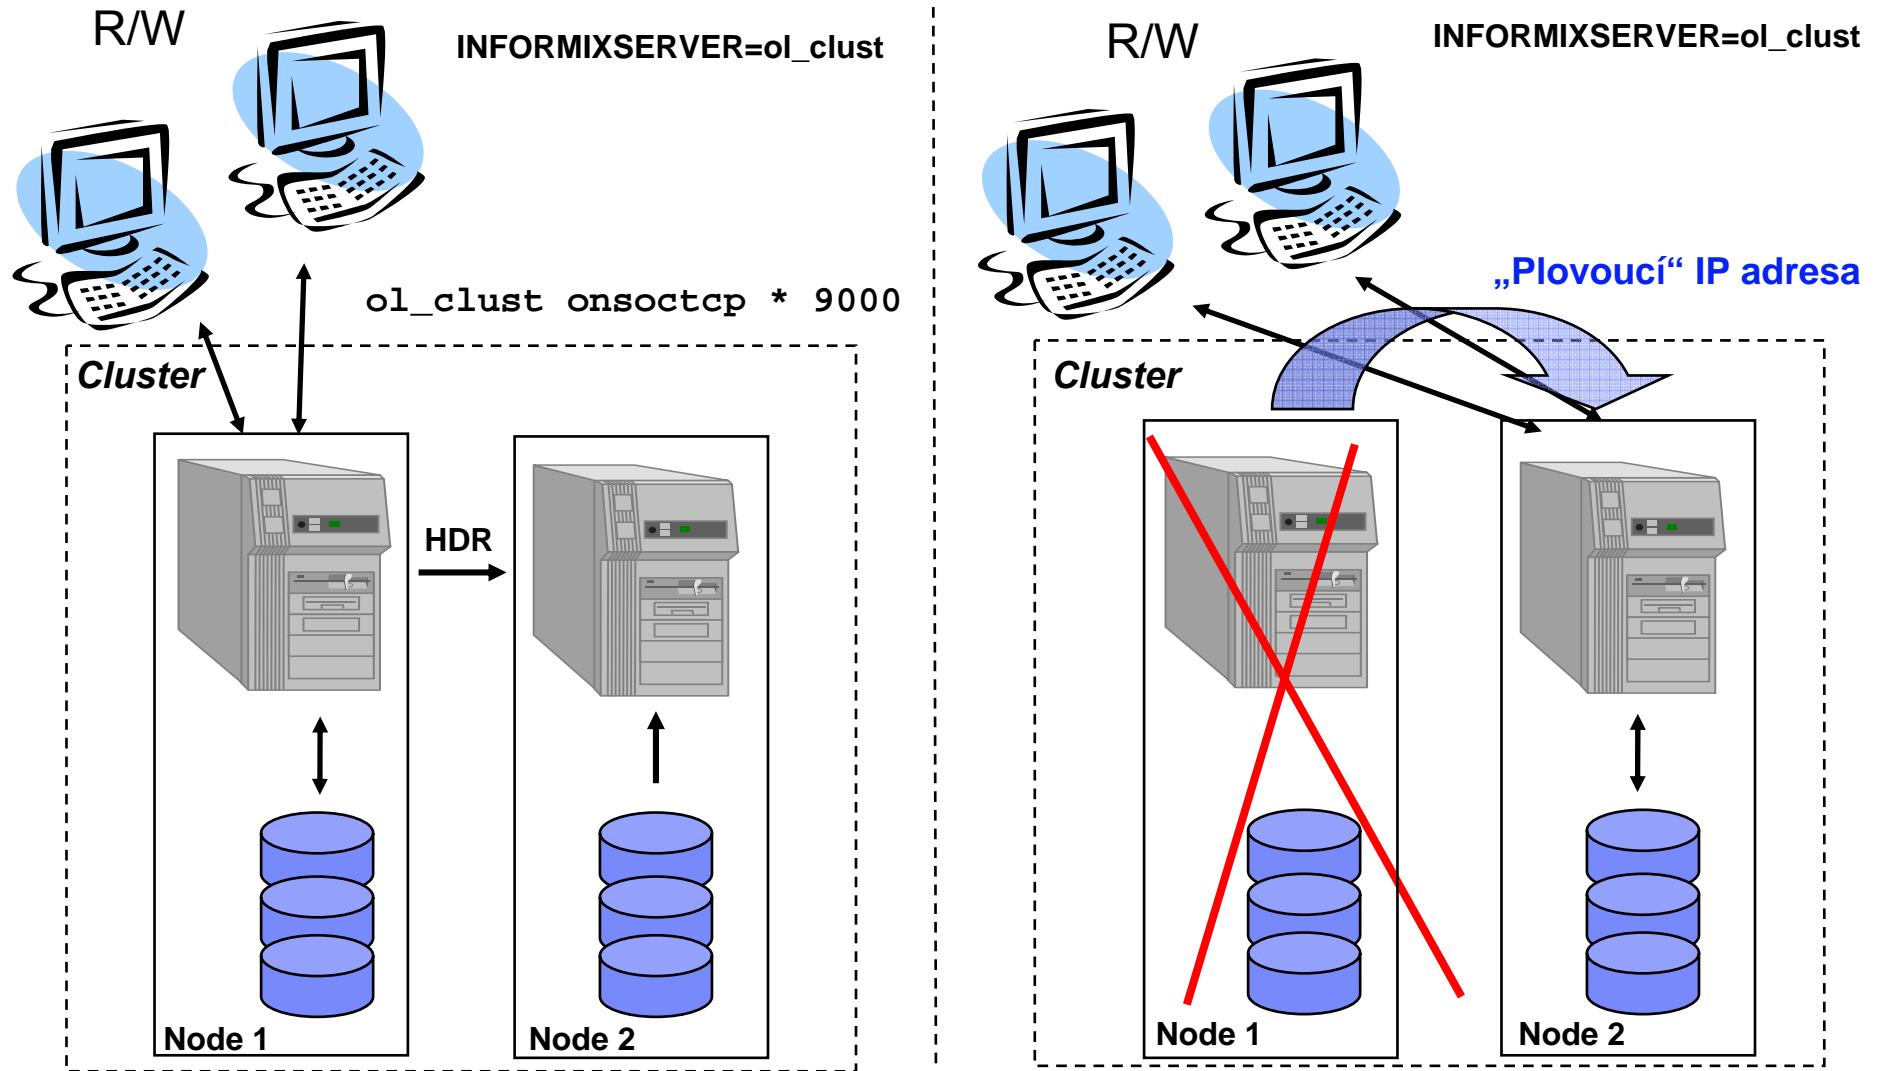 R/W
INFORMIXSERVER=ol_clust
ol_clust onsoctcp * 9000
Cluster
HDR
Node 1
Node 2
R/W
INFORMIXSERVER=ol_clust
„Plovoucí“ IP adresa
Cluster
Node 1
Node 2